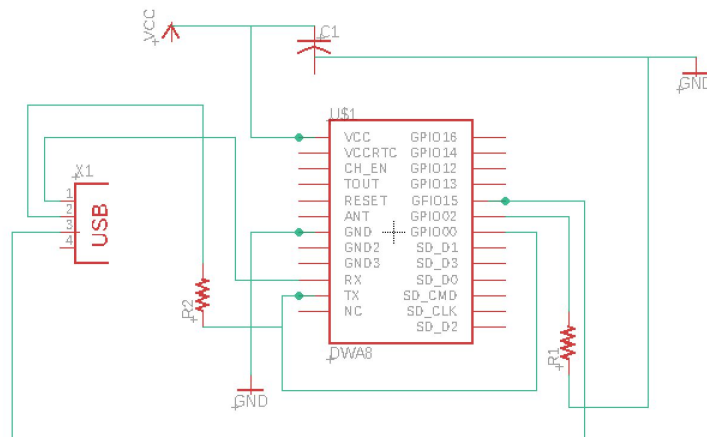 VCC
C1
GND
U$1
X1
1
2
3
4
USB
VCC GPIO16
VCCRTC GPIO14
CH_EN GPIO12
TOUT GPIO13
RESET GFIO15
ANT GPIO02
GND GPIO00
GND2 SD_D1
GND3 SD_D3
RX SD_D0
TX SD_CMD
NC SD_CLK
SD_D2
R2
DWA8
R1
GND